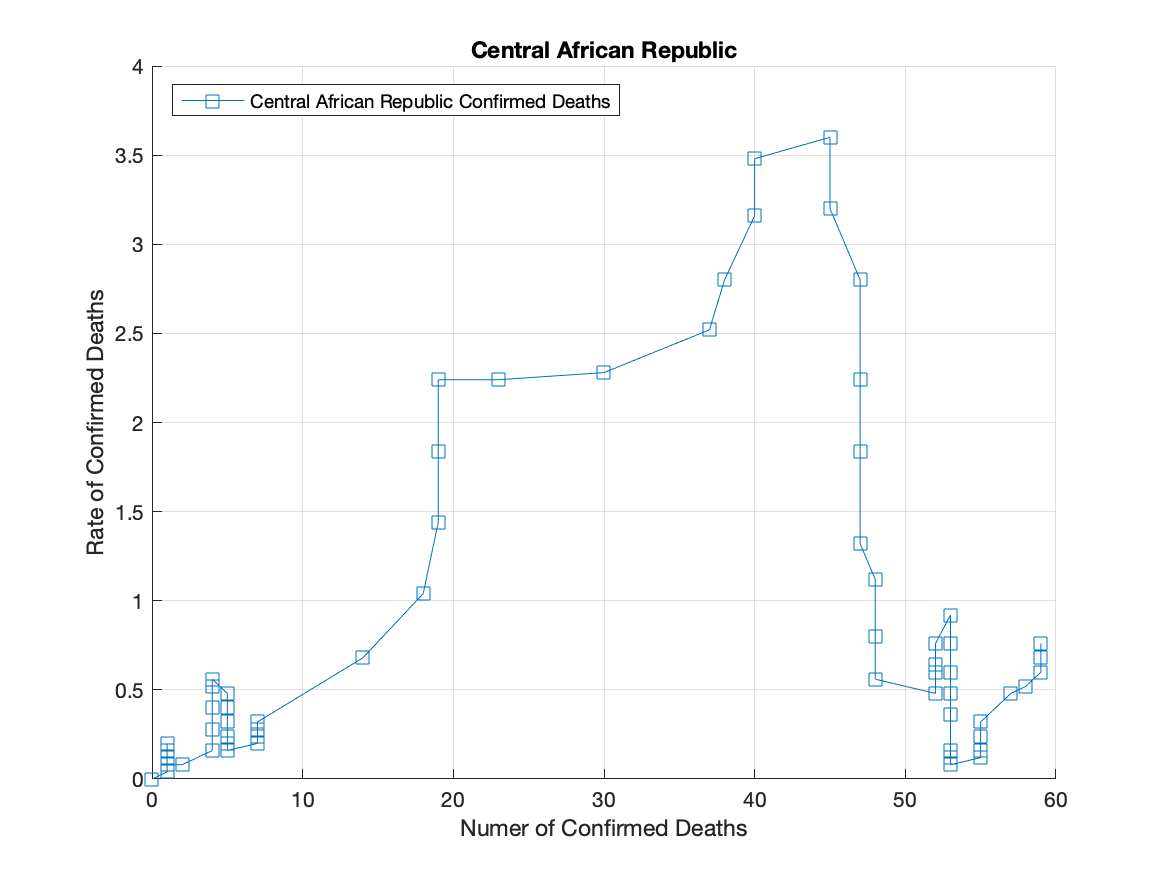 Central African Republic
Central African Republic Confirmed Deaths
4
3.5
3
2.5
2
1.5
1
0.5
0
Rate of Confirmed Deaths
0 10 20 30 40 50 60
Numer of Confirmed Deaths